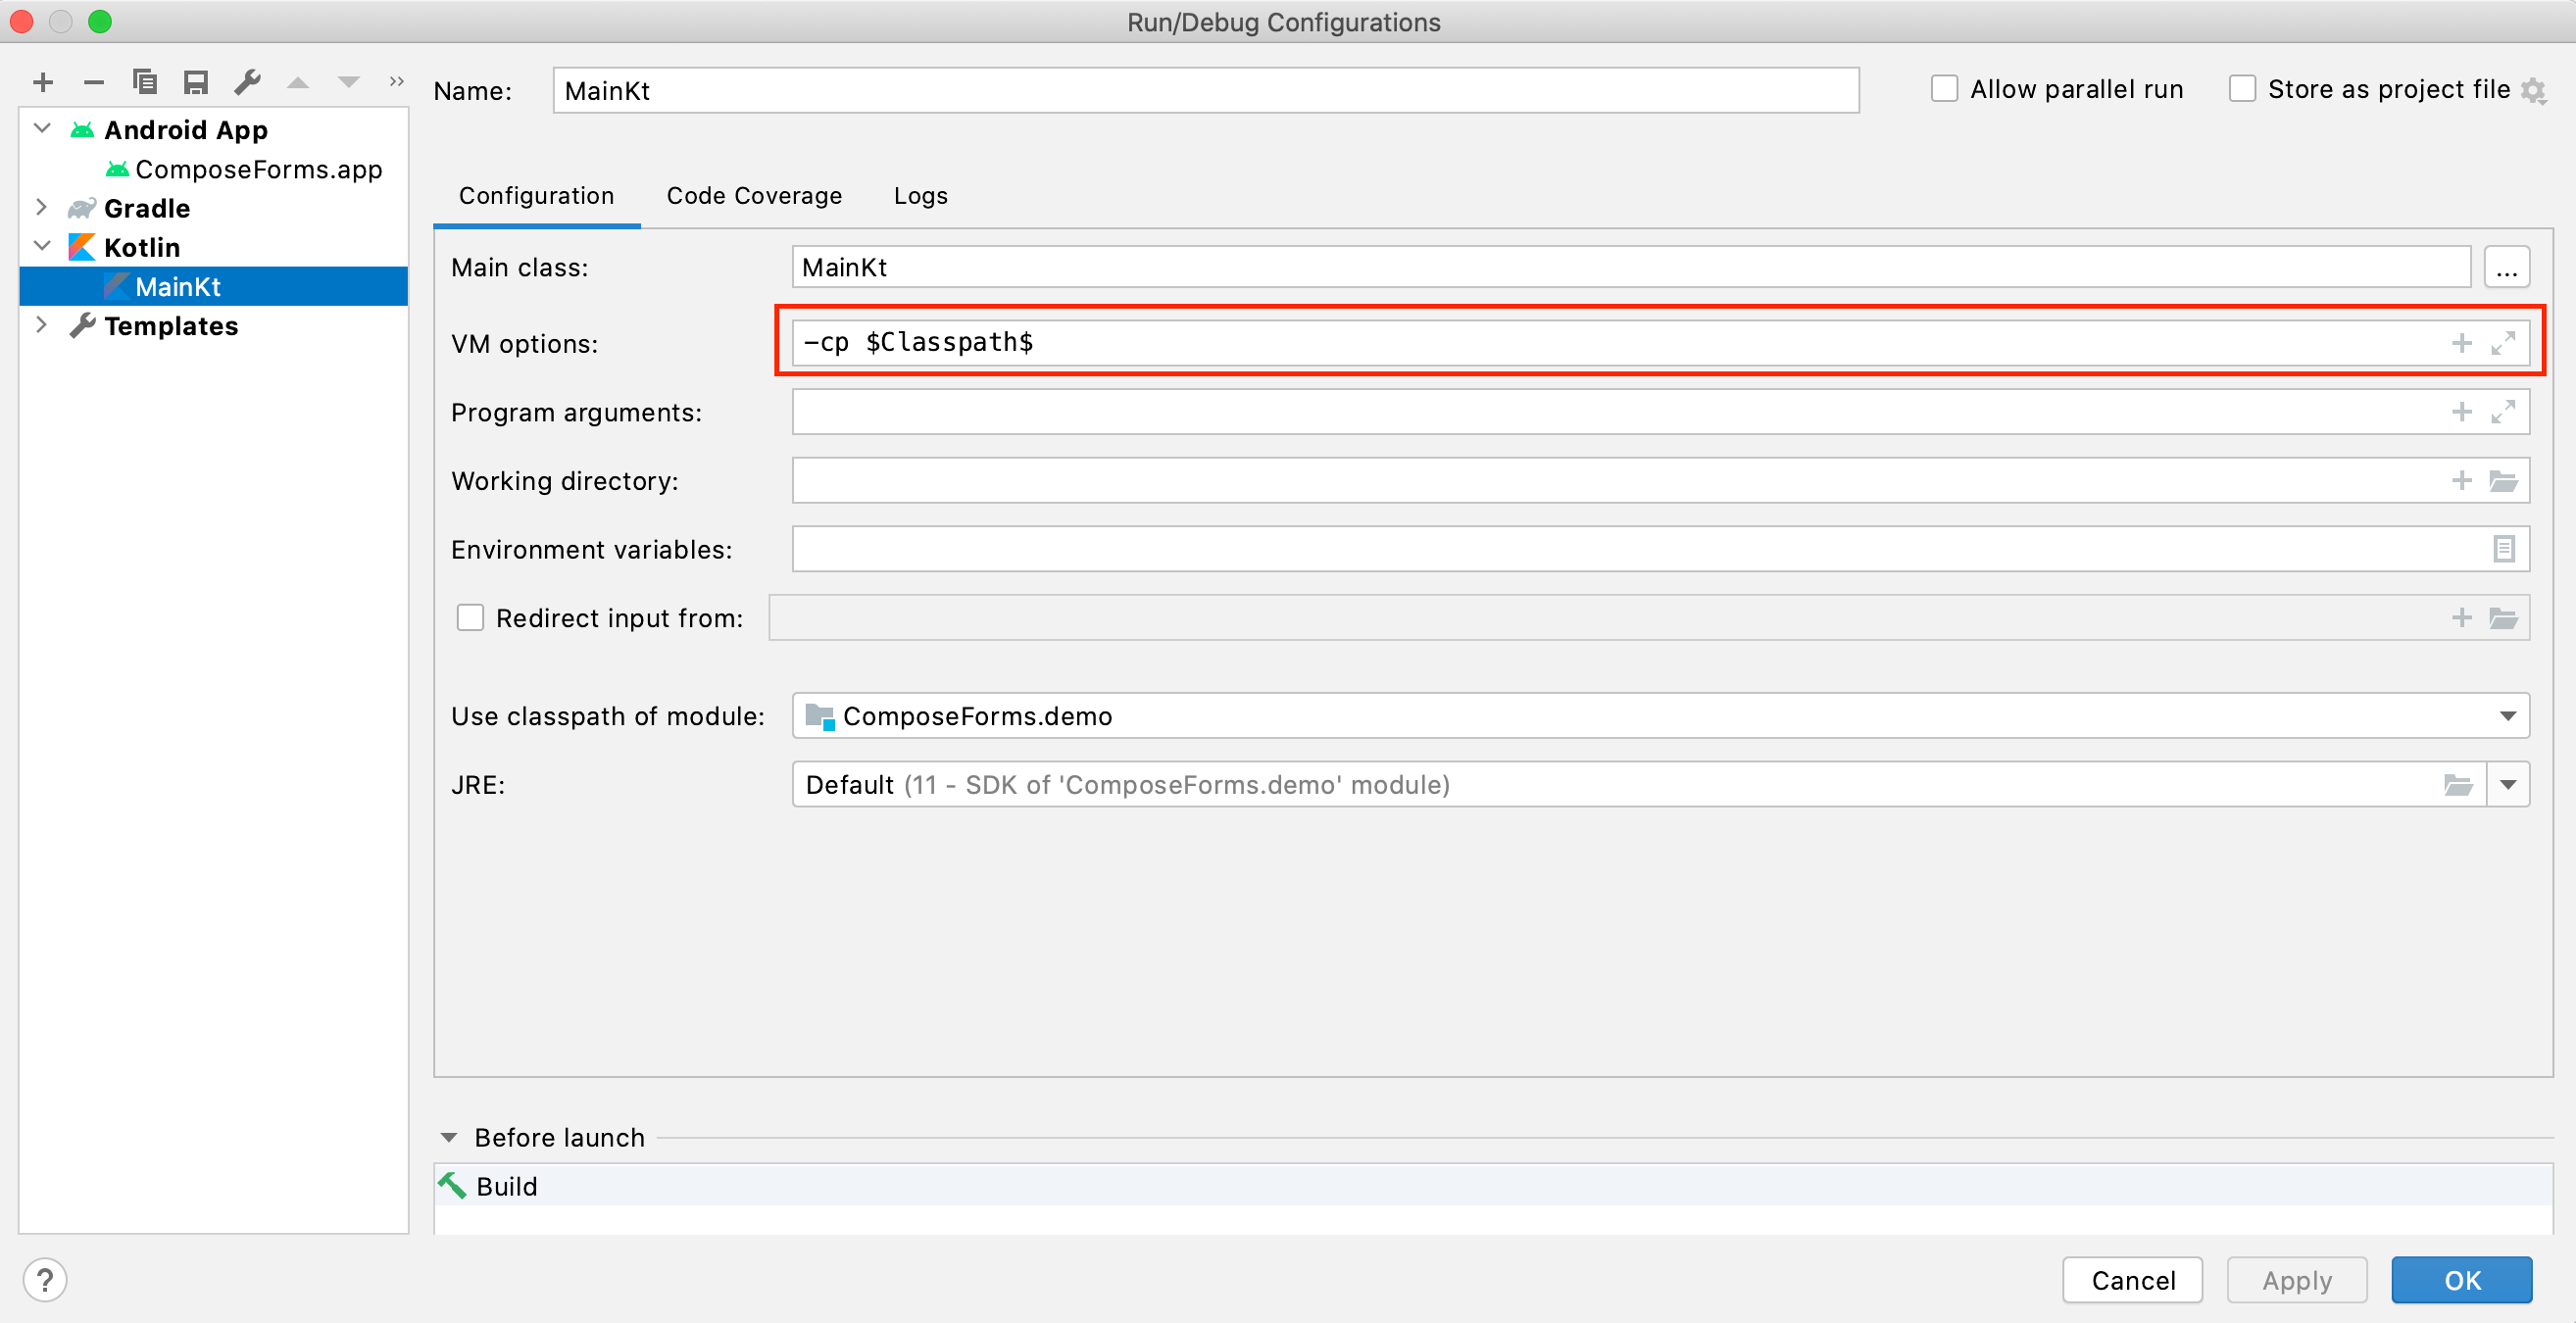 Run/Debug Configurations
Name: MainKt
Allow parallel run
Store as project file
Android App
ComposeForms.app
Gradle
Kotlin
MainKt
Templates
Configuration Code Coverage Logs
Main class: MainKt ...
VM options: -cp $Classpath$
Program arguments:
Working directory:
Environment variables:
Redirect input from:
Use classpath of module: ComposeForms.demo
JRE: Default (11 - SDK of 'ComposeForms.demo' module)
Before launch
Build
? Cancel Apply OK